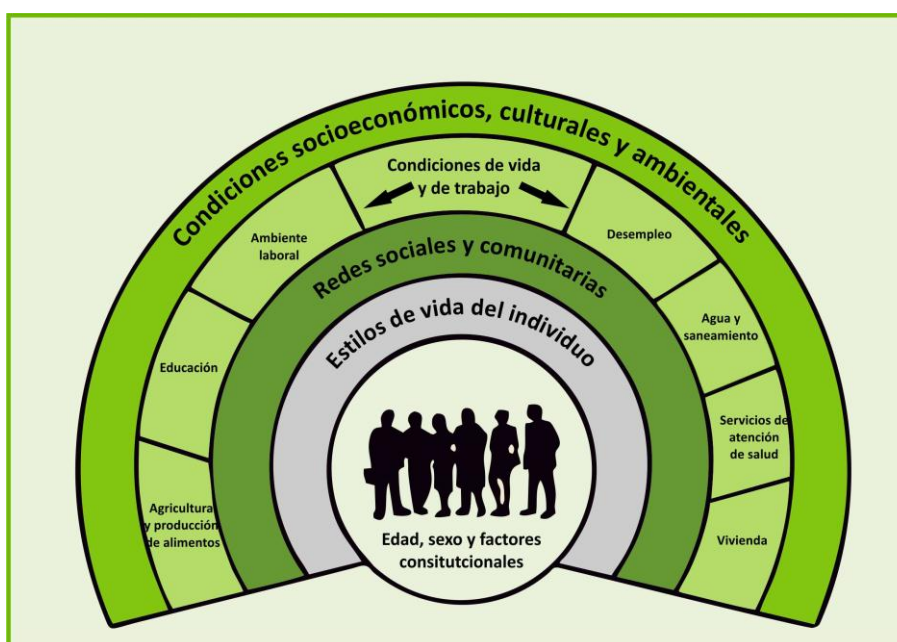 Condiciones socioeconómicos, culturales y ambientales
Condiciones de vida
y de trabajo
Ambiente
laboral
Desempleo
Redes sociales y comunitarias
Educación
Agua y
saneamiento
Estilos de vida del individuo
Servicios de
atención
de salud
Agricultura
y producción
de alimentos
Vivienda
Edad, sexo y factores
consitutcionales